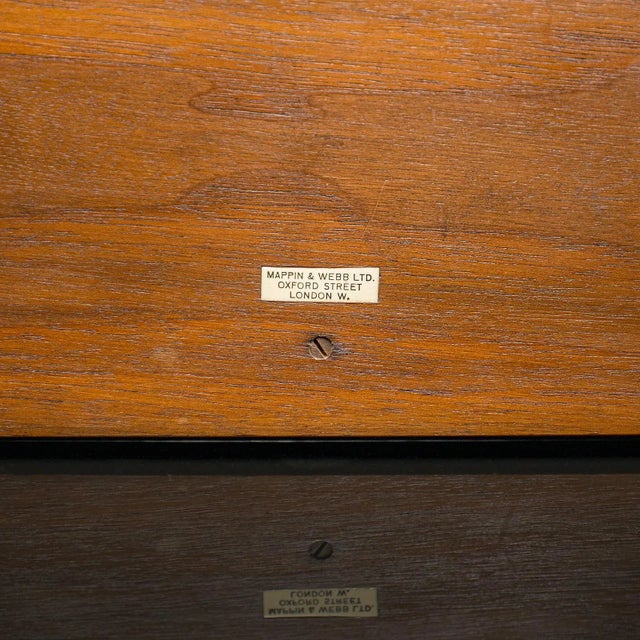 MAPPIN & WEBB LTD.
OXFORD STREET
LONDON W.